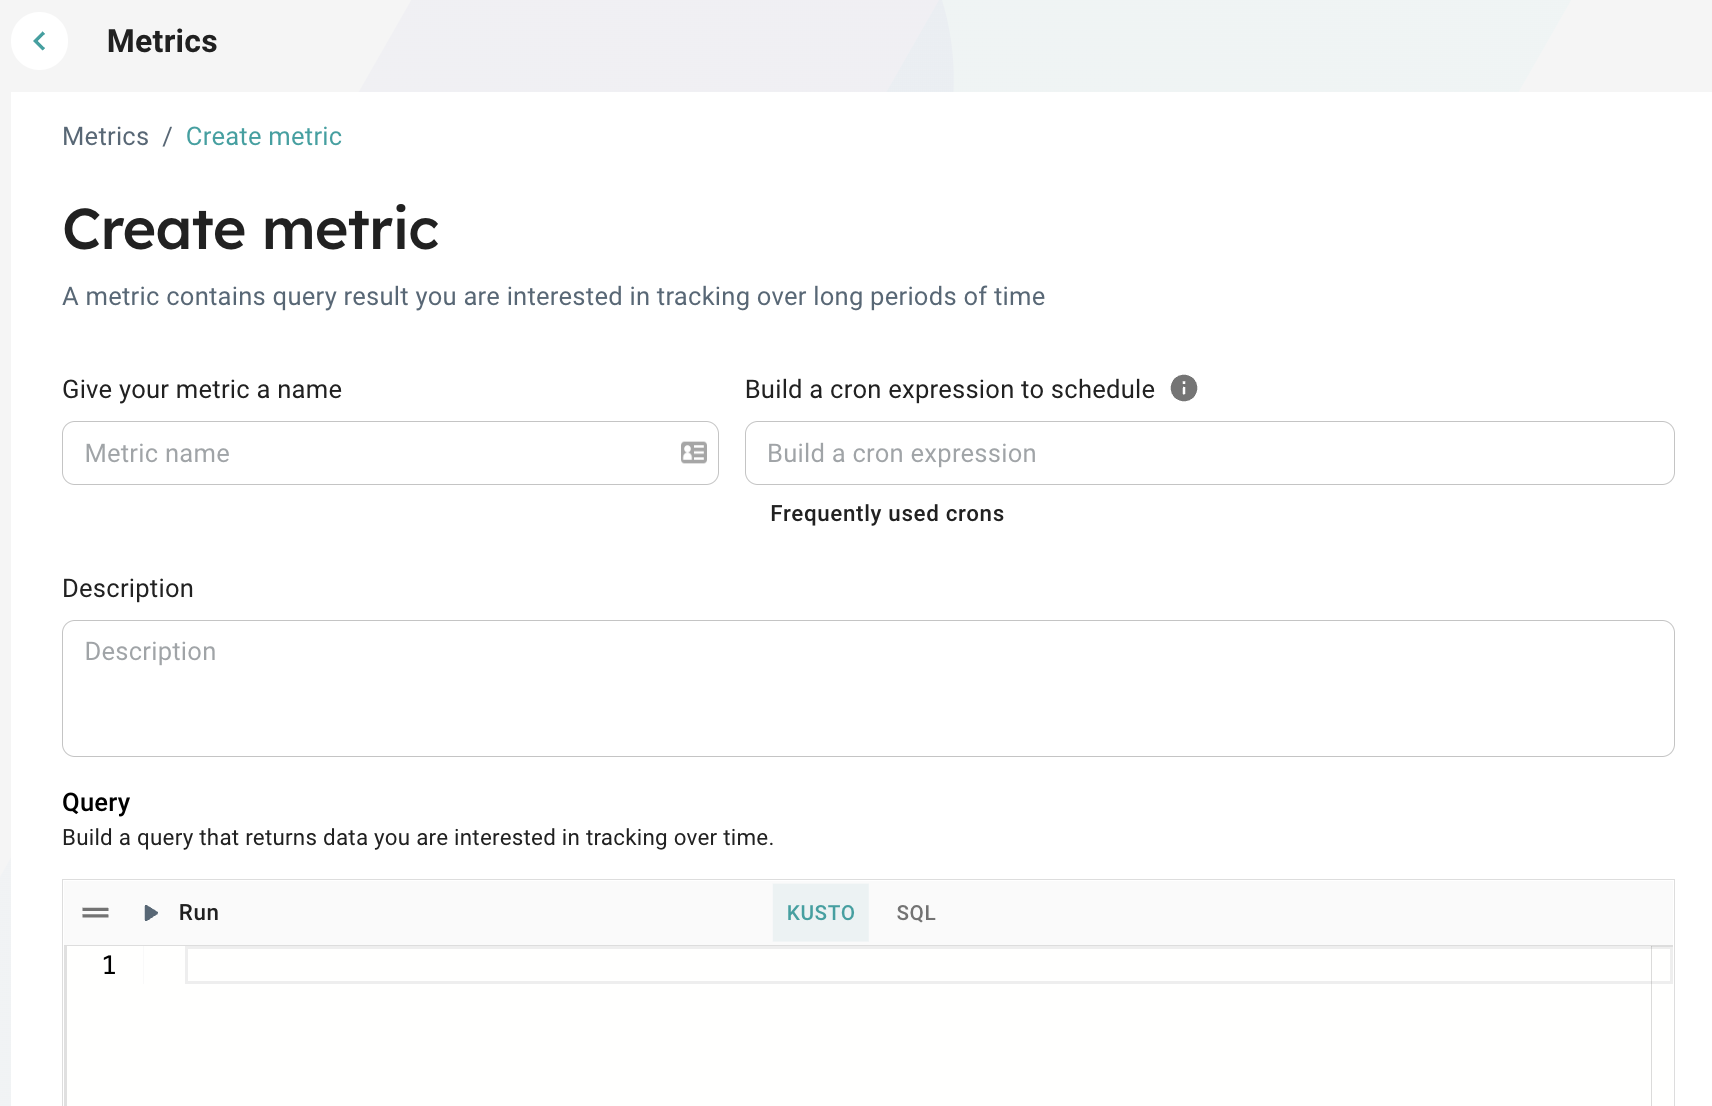 Metrics
Metrics / Create metric
Create metric
A metric contains query result you are interested in tracking over long periods of time
Give your metric a name
Build a cron expression to schedule
Metric name
Build a cron expression
Frequently used crons
Description
Description
Query
Build a query that returns data you are interested in tracking over time.
Run KUSTO SQL
1